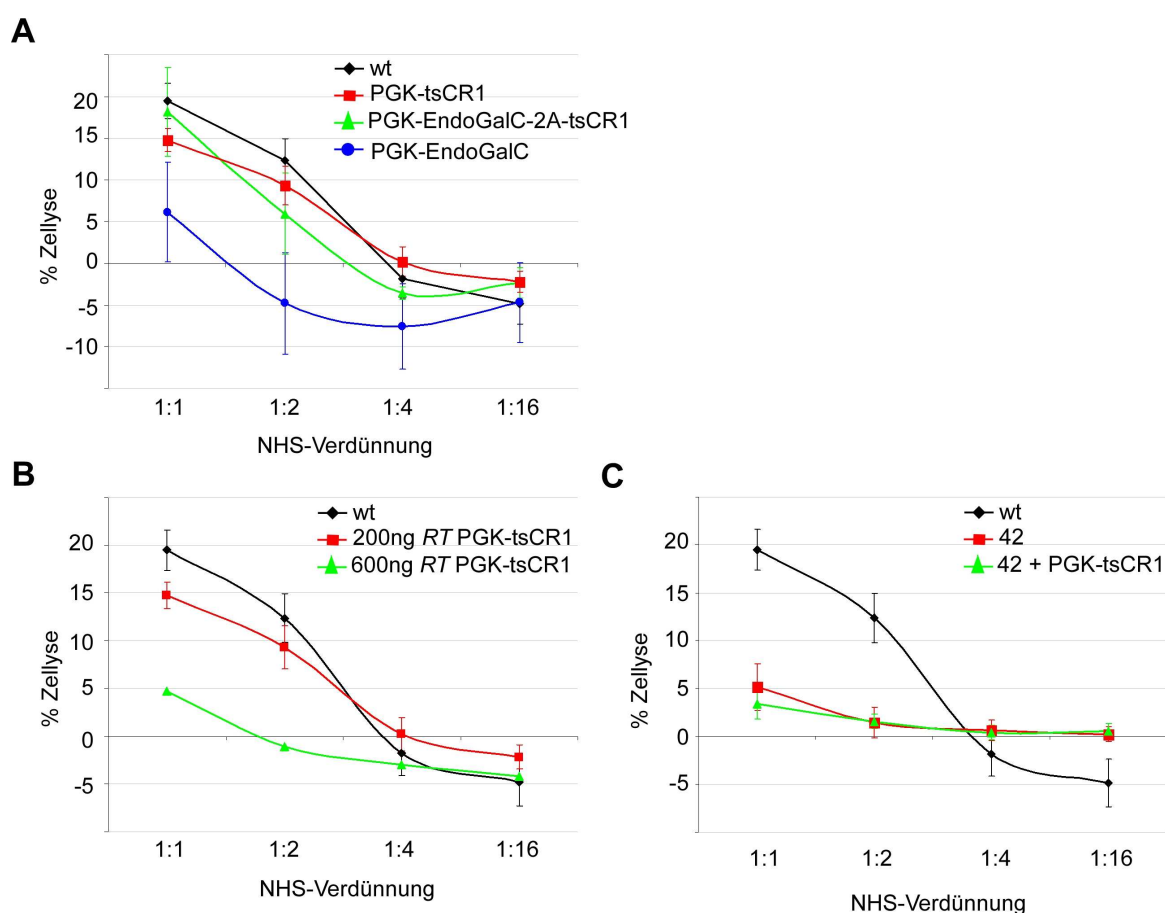 A
wt
PGK-tsCR1
PGK-EndoGalC-2A-tsCR1
PGK-EndoGalC
% Zellyse
20
15
10
5
0
-5
-10
1:1 1:2 1:4 1:16
NHS-Verdünnung
B
wt
200ng RT PGK-tsCR1
600ng RT PGK-tsCR1
% Zellyse
20
15
10
5
0
-5
1:1 1:2 1:4 1:16
NHS-Verdünnung
C
wt
42
42 + PGK-tsCR1
% Zellyse
20
15
10
5
0
-5
1:1 1:2 1:4 1:16
NHS-Verdünnung